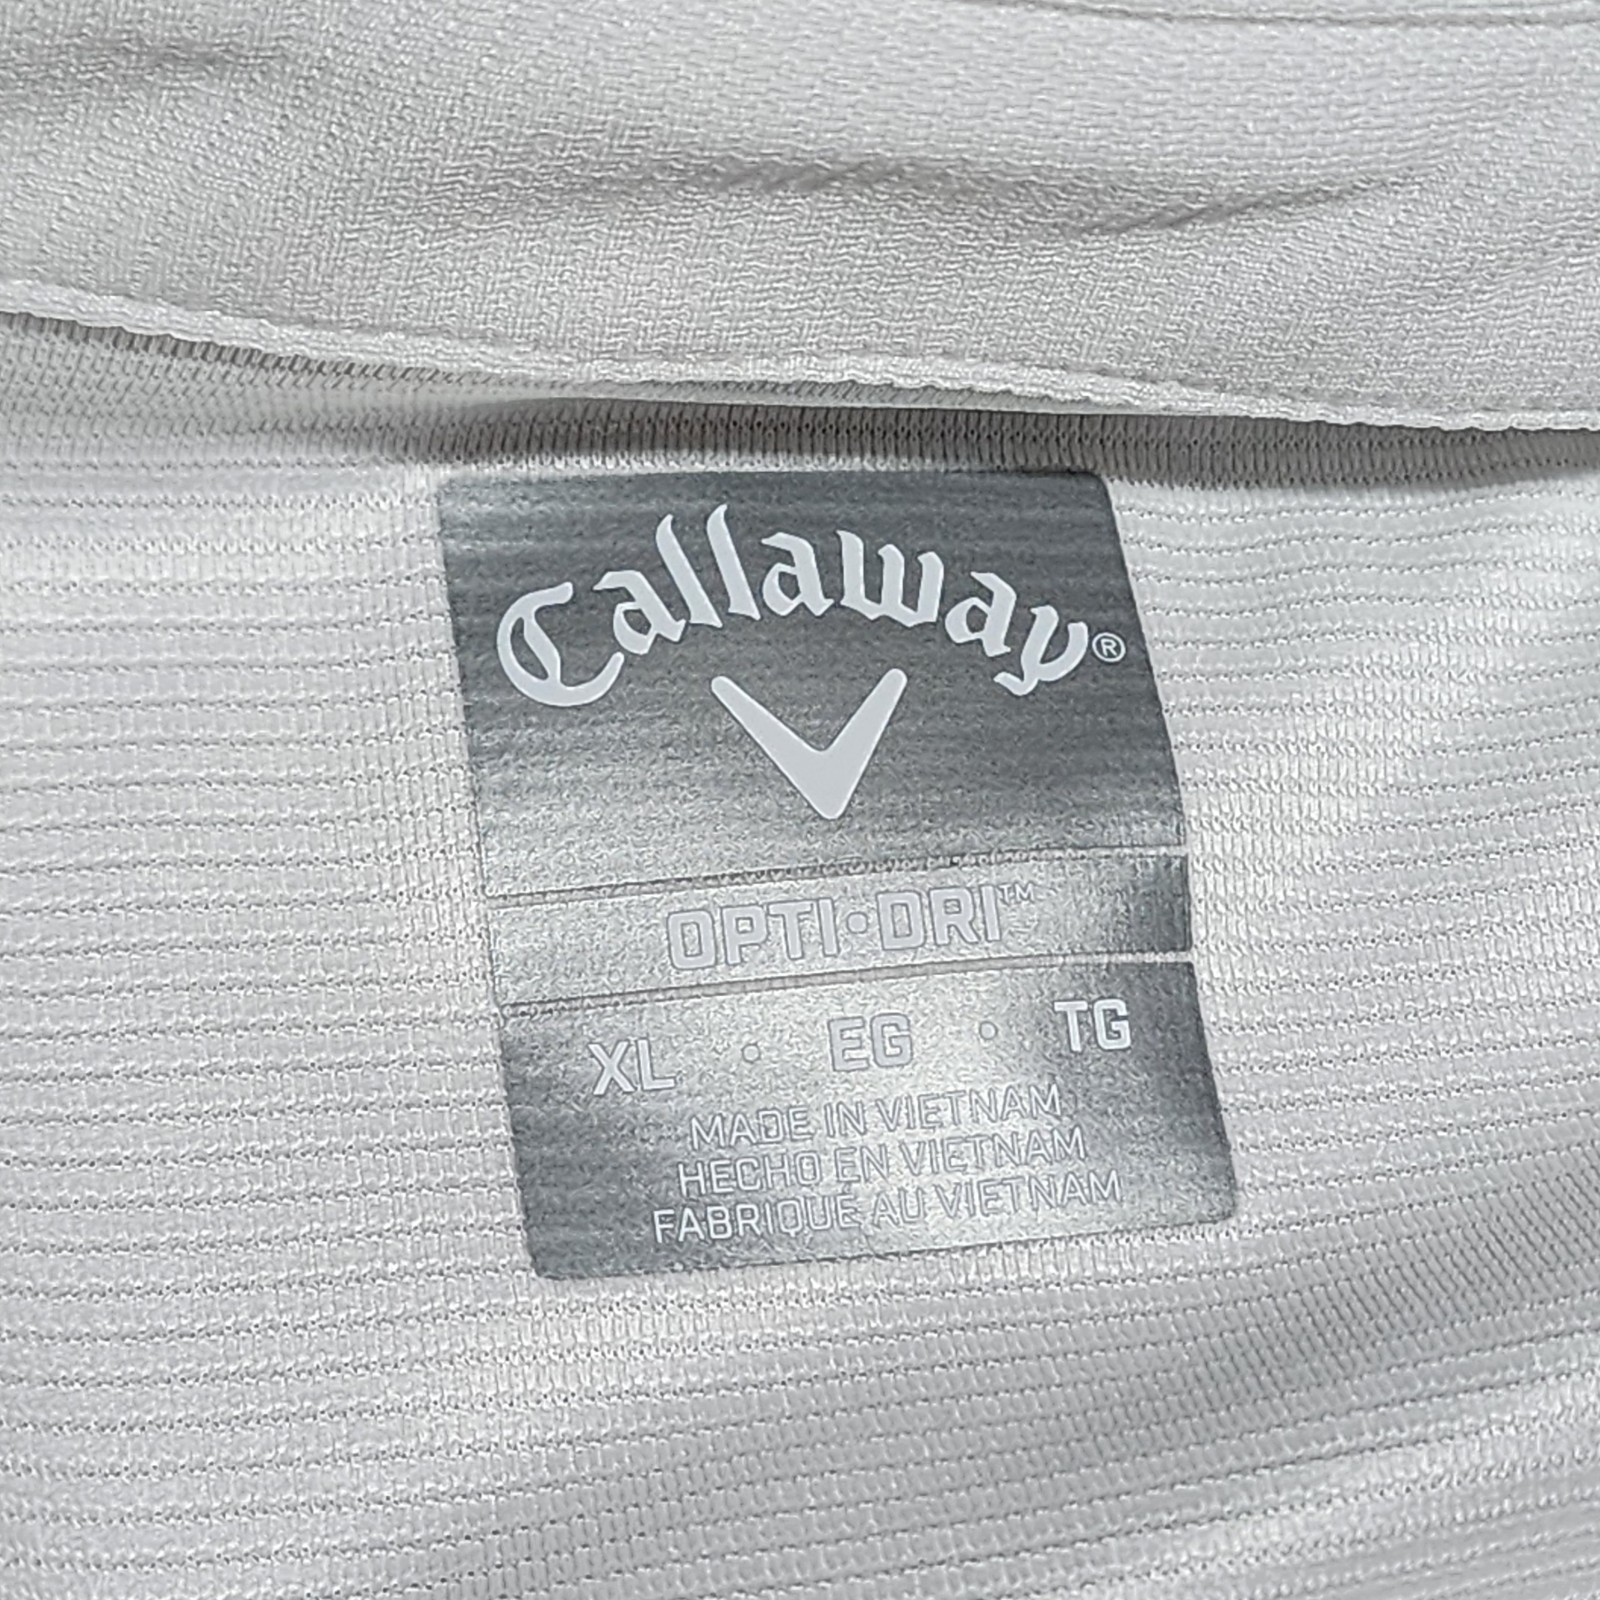 Callaway®
OPTI•DRI™
XL • EG • TG
MADE IN VIETNAM
HECHO EN VIETNAM
FABRIQUÉ AU VIETNAM